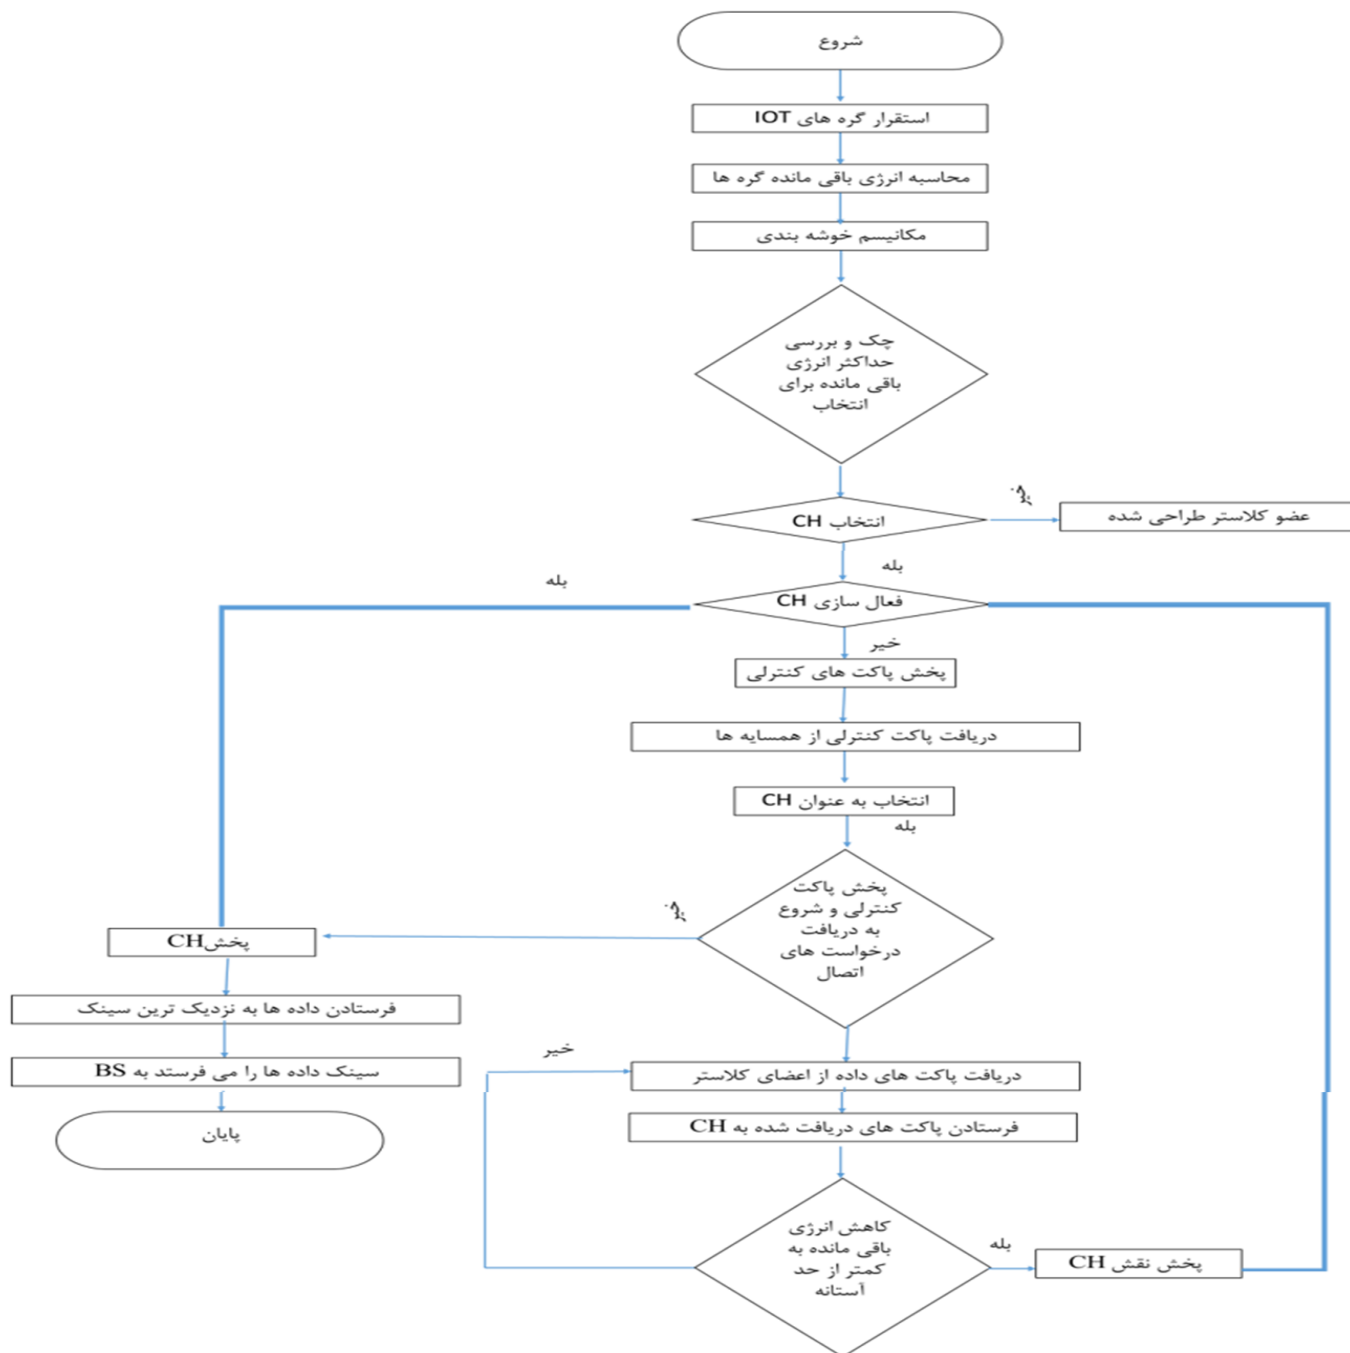 شروع
استقرار گره های IOT
محاسبه انرژی باقی مانده گره ها
مکانیسم خوشه بندی
چک و بررسی
حداکثر انرژی
باقی مانده برای
انتخاب
انتخاب CH
خیر
عضو کلاستر طراحی شده
بله
بله
فعال سازی CH
خیر
پخش پاکت های کنترلی
دریافت پاکت کنترلی از همسایه ها
انتخاب به عنوان CH
بله
پخش پاکت
کنترلی و شروع
به دریافت
درخواست های
اتصال
خیر
پخشCH
فرستادن داده ها به نزدیک ترین سینک
سینک داده ها را می فرستد به BS
پایان
خیر
دریافت پاکت های داده از اعضای کلاستر
فرستادن پاکت های دریافت شده به CH
کاهش انرژی
باقی مانده به
کمتر از حد
آستانه
بله
پخش نقش CH